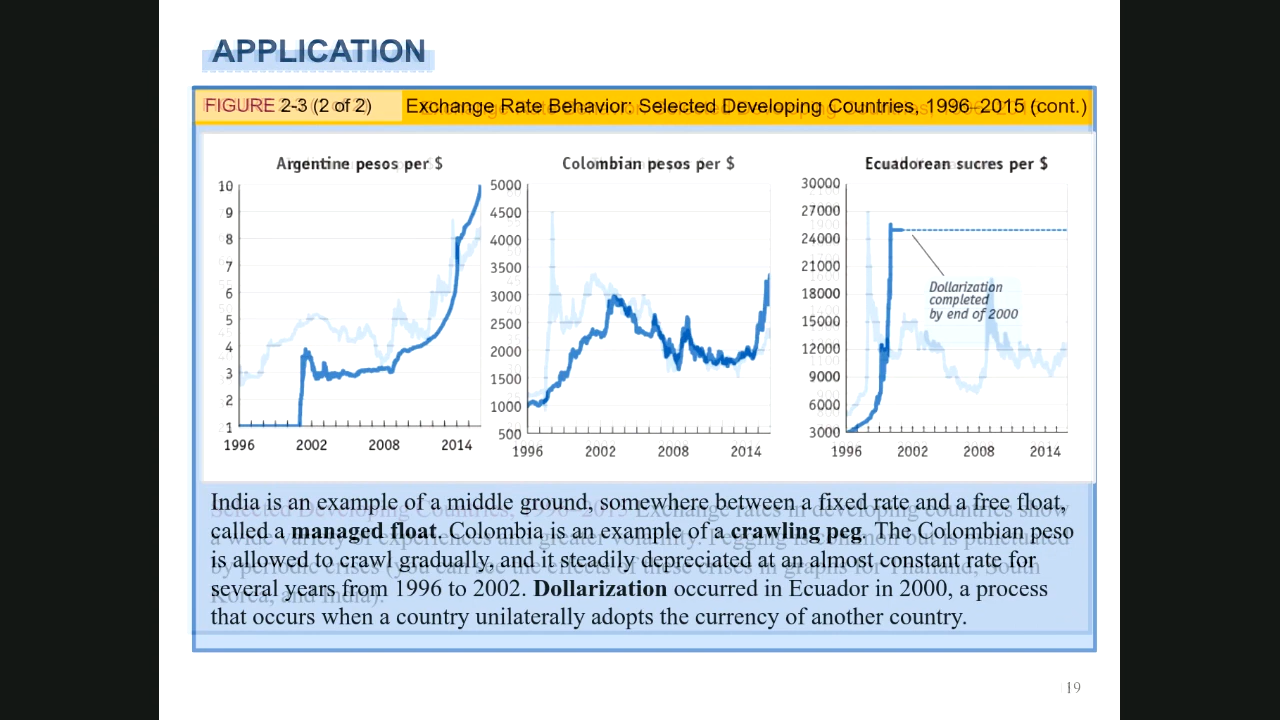 APPLICATION
FIGURE 2-3 (2 of 2) Exchange Rate Behavior: Selected Developing Countries, 1996–2015 (cont.)
Argentine pesos per $ Colombian pesos per $ Ecuadorean sucres per $
10 5000 30000
9 4500 27000
8 4000 24000
7 3500 21000
6 3000 18000
5 2500 15000
4 2000 12000
3 1500 9000
2 1000 6000
1 500 3000
Dollarization
completed
by end of 2000
1996 2002 2008 2014 1996 2002 2008 2014 1996 2002 2008 2014
India is an example of a middle ground, somewhere between a fixed rate and a free float,
called a managed float. Colombia is an example of a crawling peg. The Colombian peso
is allowed to crawl gradually, and it steadily depreciated at an almost constant rate for
several years from 1996 to 2002. Dollarization occurred in Ecuador in 2000, a process
that occurs when a country unilaterally adopts the currency of another country.
19